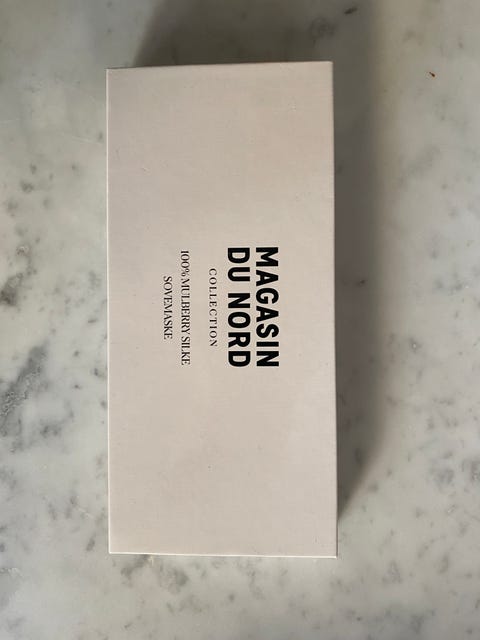 MAGASIN
DU NORD
COLLECTION
100% MULBERRY SILKE
SOVEMASKE